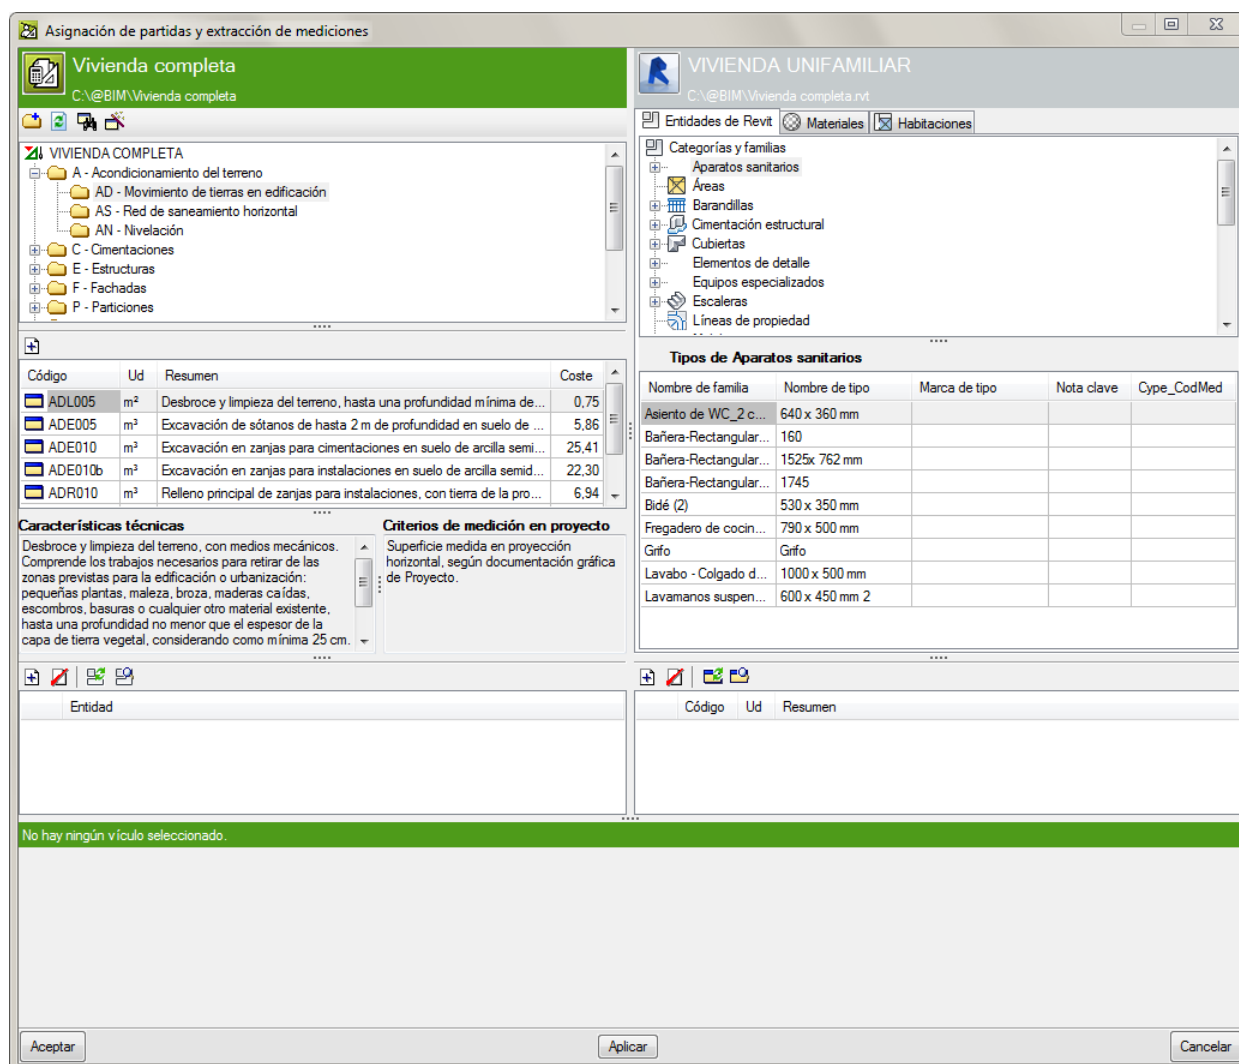 Asignación de partidas y extracción de mediciones
Vivienda completa
C:\@BIM\Vivienda completa
VIVIENDA COMPLETA
A - Acondicionamiento del terreno
AD - Movimiento de tierras en edificación
AS - Red de saneamiento horizontal
AN - Nivelación
C - Cimentaciones
E - Estructuras
F - Fachadas
P - Particiones
Código Ud Resumen Coste
ADL005 m² Desbroce y limpieza del terreno, hasta una profundidad mínima de... 0,75
ADE005 m³ Excavación de sótanos de hasta 2 m de profundidad en suelo de ... 5,86
ADE010 m³ Excavación en zanjas para cimentaciones en suelo de arcilla semi... 25,41
ADE010b m³ Excavación en zanjas para instalaciones en suelo de arcilla semid... 22,30
ADR010 m³ Relleno principal de zanjas para instalaciones, con tierra de la pro... 6,94
Características técnicas
Desbroce y limpieza del terreno, con medios mecánicos.
Comprende los trabajos necesarios para retirar de las
zonas previstas para la edificación o urbanización:
pequeñas plantas, maleza, broza, maderas caídas,
escombros, basuras o cualquier otro material existente,
hasta una profundidad no menor que el espesor de la
capa de tierra vegetal, considerando como mínima 25 cm.
Criterios de medición en proyecto
Superficie medida en proyección
horizontal, según documentación gráfica
de Proyecto.
Entidad
VIVIENDA UNIFAMILIAR
C:\@BIM\Vivienda completa.rvt
Entidades de Revit Materiales Habitaciones
Categorías y familias
Aparatos sanitarios
Áreas
Barandillas
Cimentación estructural
Cubiertas
Elementos de detalle
Equipos especializados
Escaleras
Líneas de propiedad
Tipos de Aparatos sanitarios
Nombre de familia Nombre de tipo Marca de tipo Nota clave Cype_CodMed
Asiento de WC_2 c... 640 x 360 mm
Bañera-Rectangular... 160
Bañera-Rectangular... 1525x 762 mm
Bañera-Rectangular... 1745
Bidé (2) 530 x 350 mm
Fregadero de cocin... 790 x 500 mm
Grifo Grifo
Lavabo - Colgado d... 1000 x 500 mm
Lavamanos suspen... 600 x 450 mm 2
Código Ud Resumen
No hay ningún vículo seleccionado.
Aceptar Aplicar Cancelar